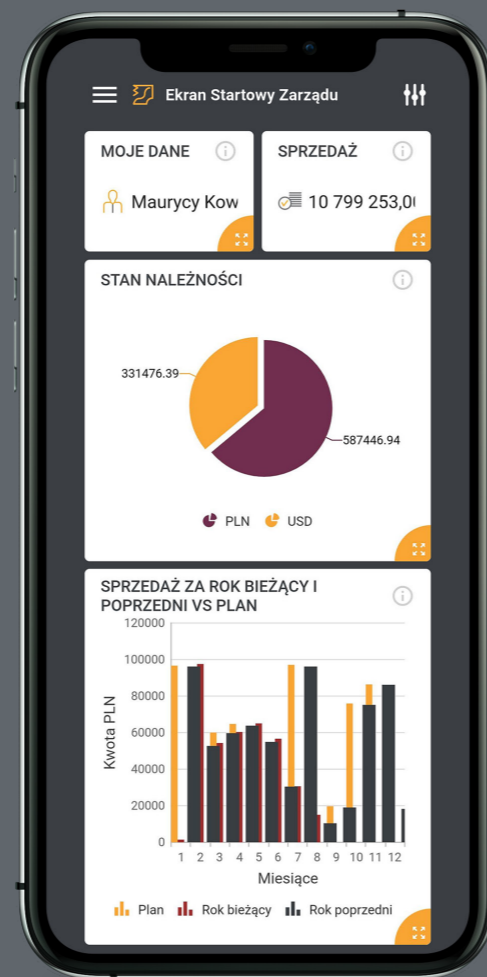 Ekran Startowy Zarządu
MOJE DANE
Maurycy Kow
SPRZEDAŻ
10 799 253,0
STAN NALEŻNOŚCI
331476.39
587446.94
PLN
USD
SPRZEDAŻ ZA ROK BIEŻĄCY I
POPRZEDNI VS PLAN
Kwota PLN
120000
100000
80000
60000
40000
20000
0
1 2 3 4 5 6 7 8 9 10 11 12
Miesiące
Plan Rok bieżący Rok poprzedni